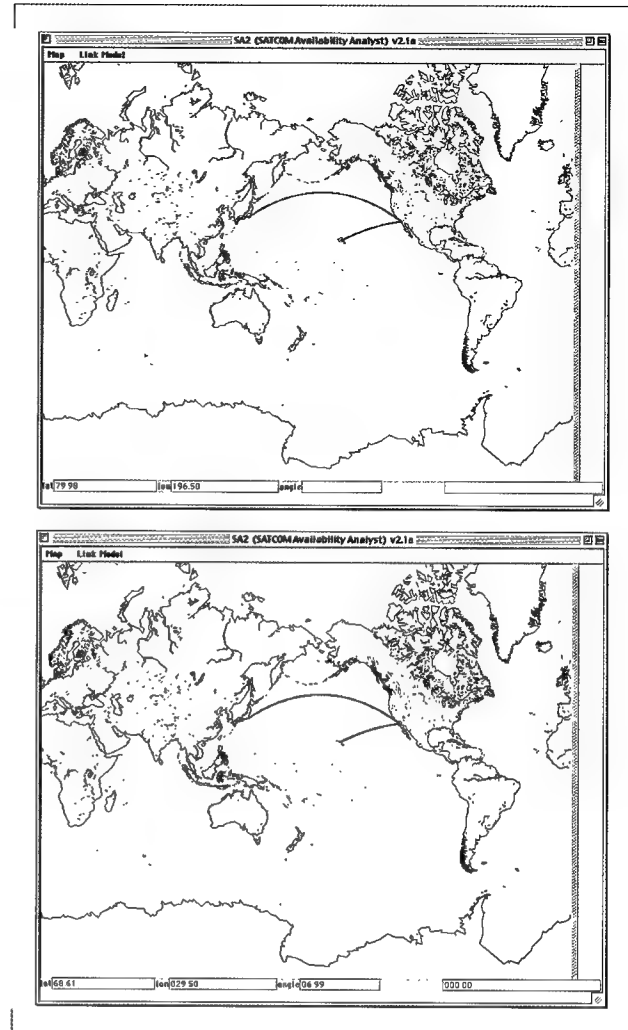 SA2 (SATCOM Availability Analyst) v2.1a
Map Link Model
lat 79.98 lon 196.50 angle
SA2 (SATCOM Availability Analyst) v2.1a
Map Link Model
lat 68.61 lon 029 50 angle 06 99 000 00